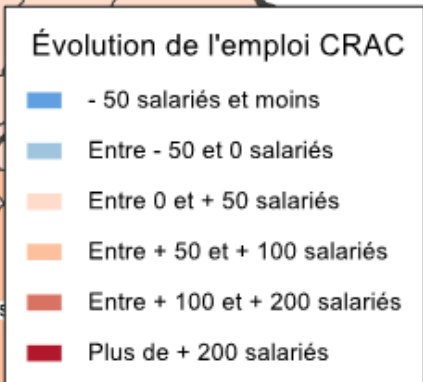 Évolution de l'emploi CRAC
- 50 salariés et moins
Entre - 50 et 0 salariés
Entre 0 et + 50 salariés
Entre + 50 et + 100 salariés
Entre + 100 et + 200 salariés
Plus de + 200 salariés